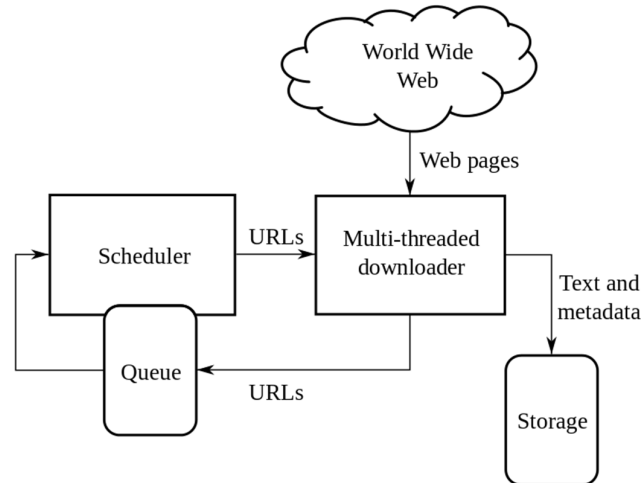 World Wide
Web
Web pages
Scheduler
URLs
Multi-threaded
downloader
Text and
metadata
Queue
URLs
Storage